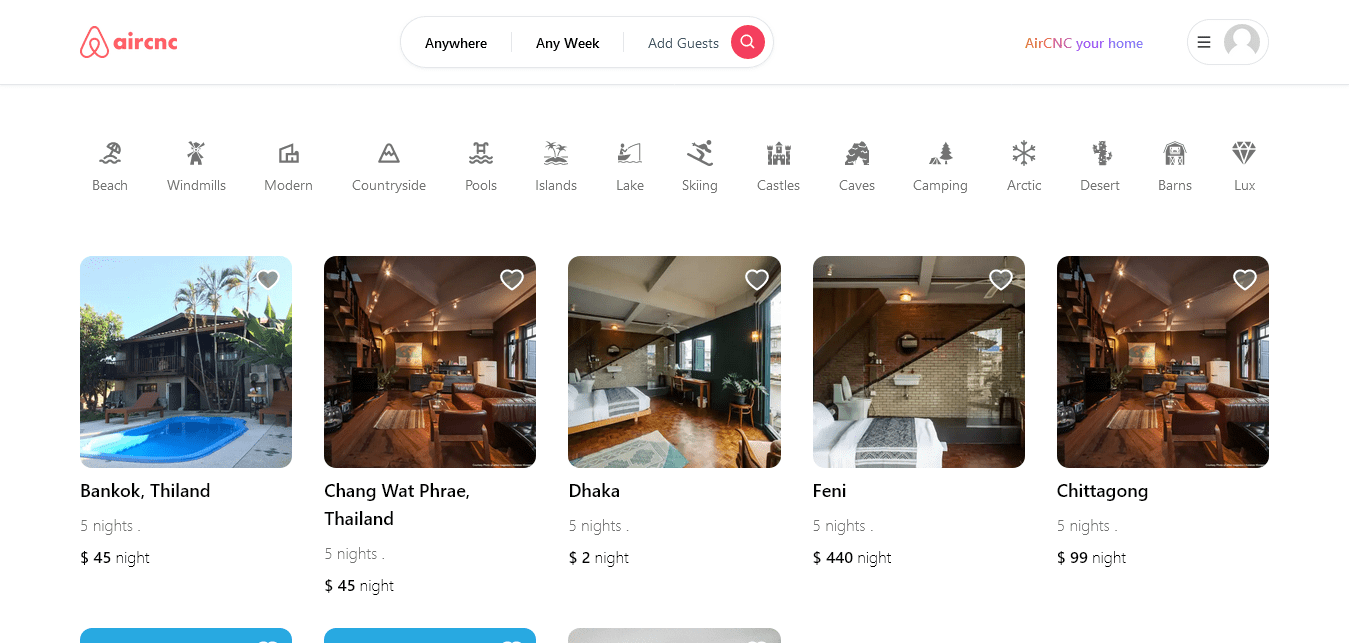 aircnc
Anywhere
Any Week
Add Guests
AirCNC your home
Beach
Windmills
Modern
Countryside
Pools
Islands
Lake
Skiing
Castles
Caves
Camping
Arctic
Desert
Barns
Lux
Bankok, Thiland
5 nights .
$ 45 night
Chang Wat Phrae,
Thailand
5 nights .
$ 45 night
Dhaka
5 nights .
$ 2 night
Feni
5 nights .
$ 440 night
Chittagong
5 nights .
$ 99 night